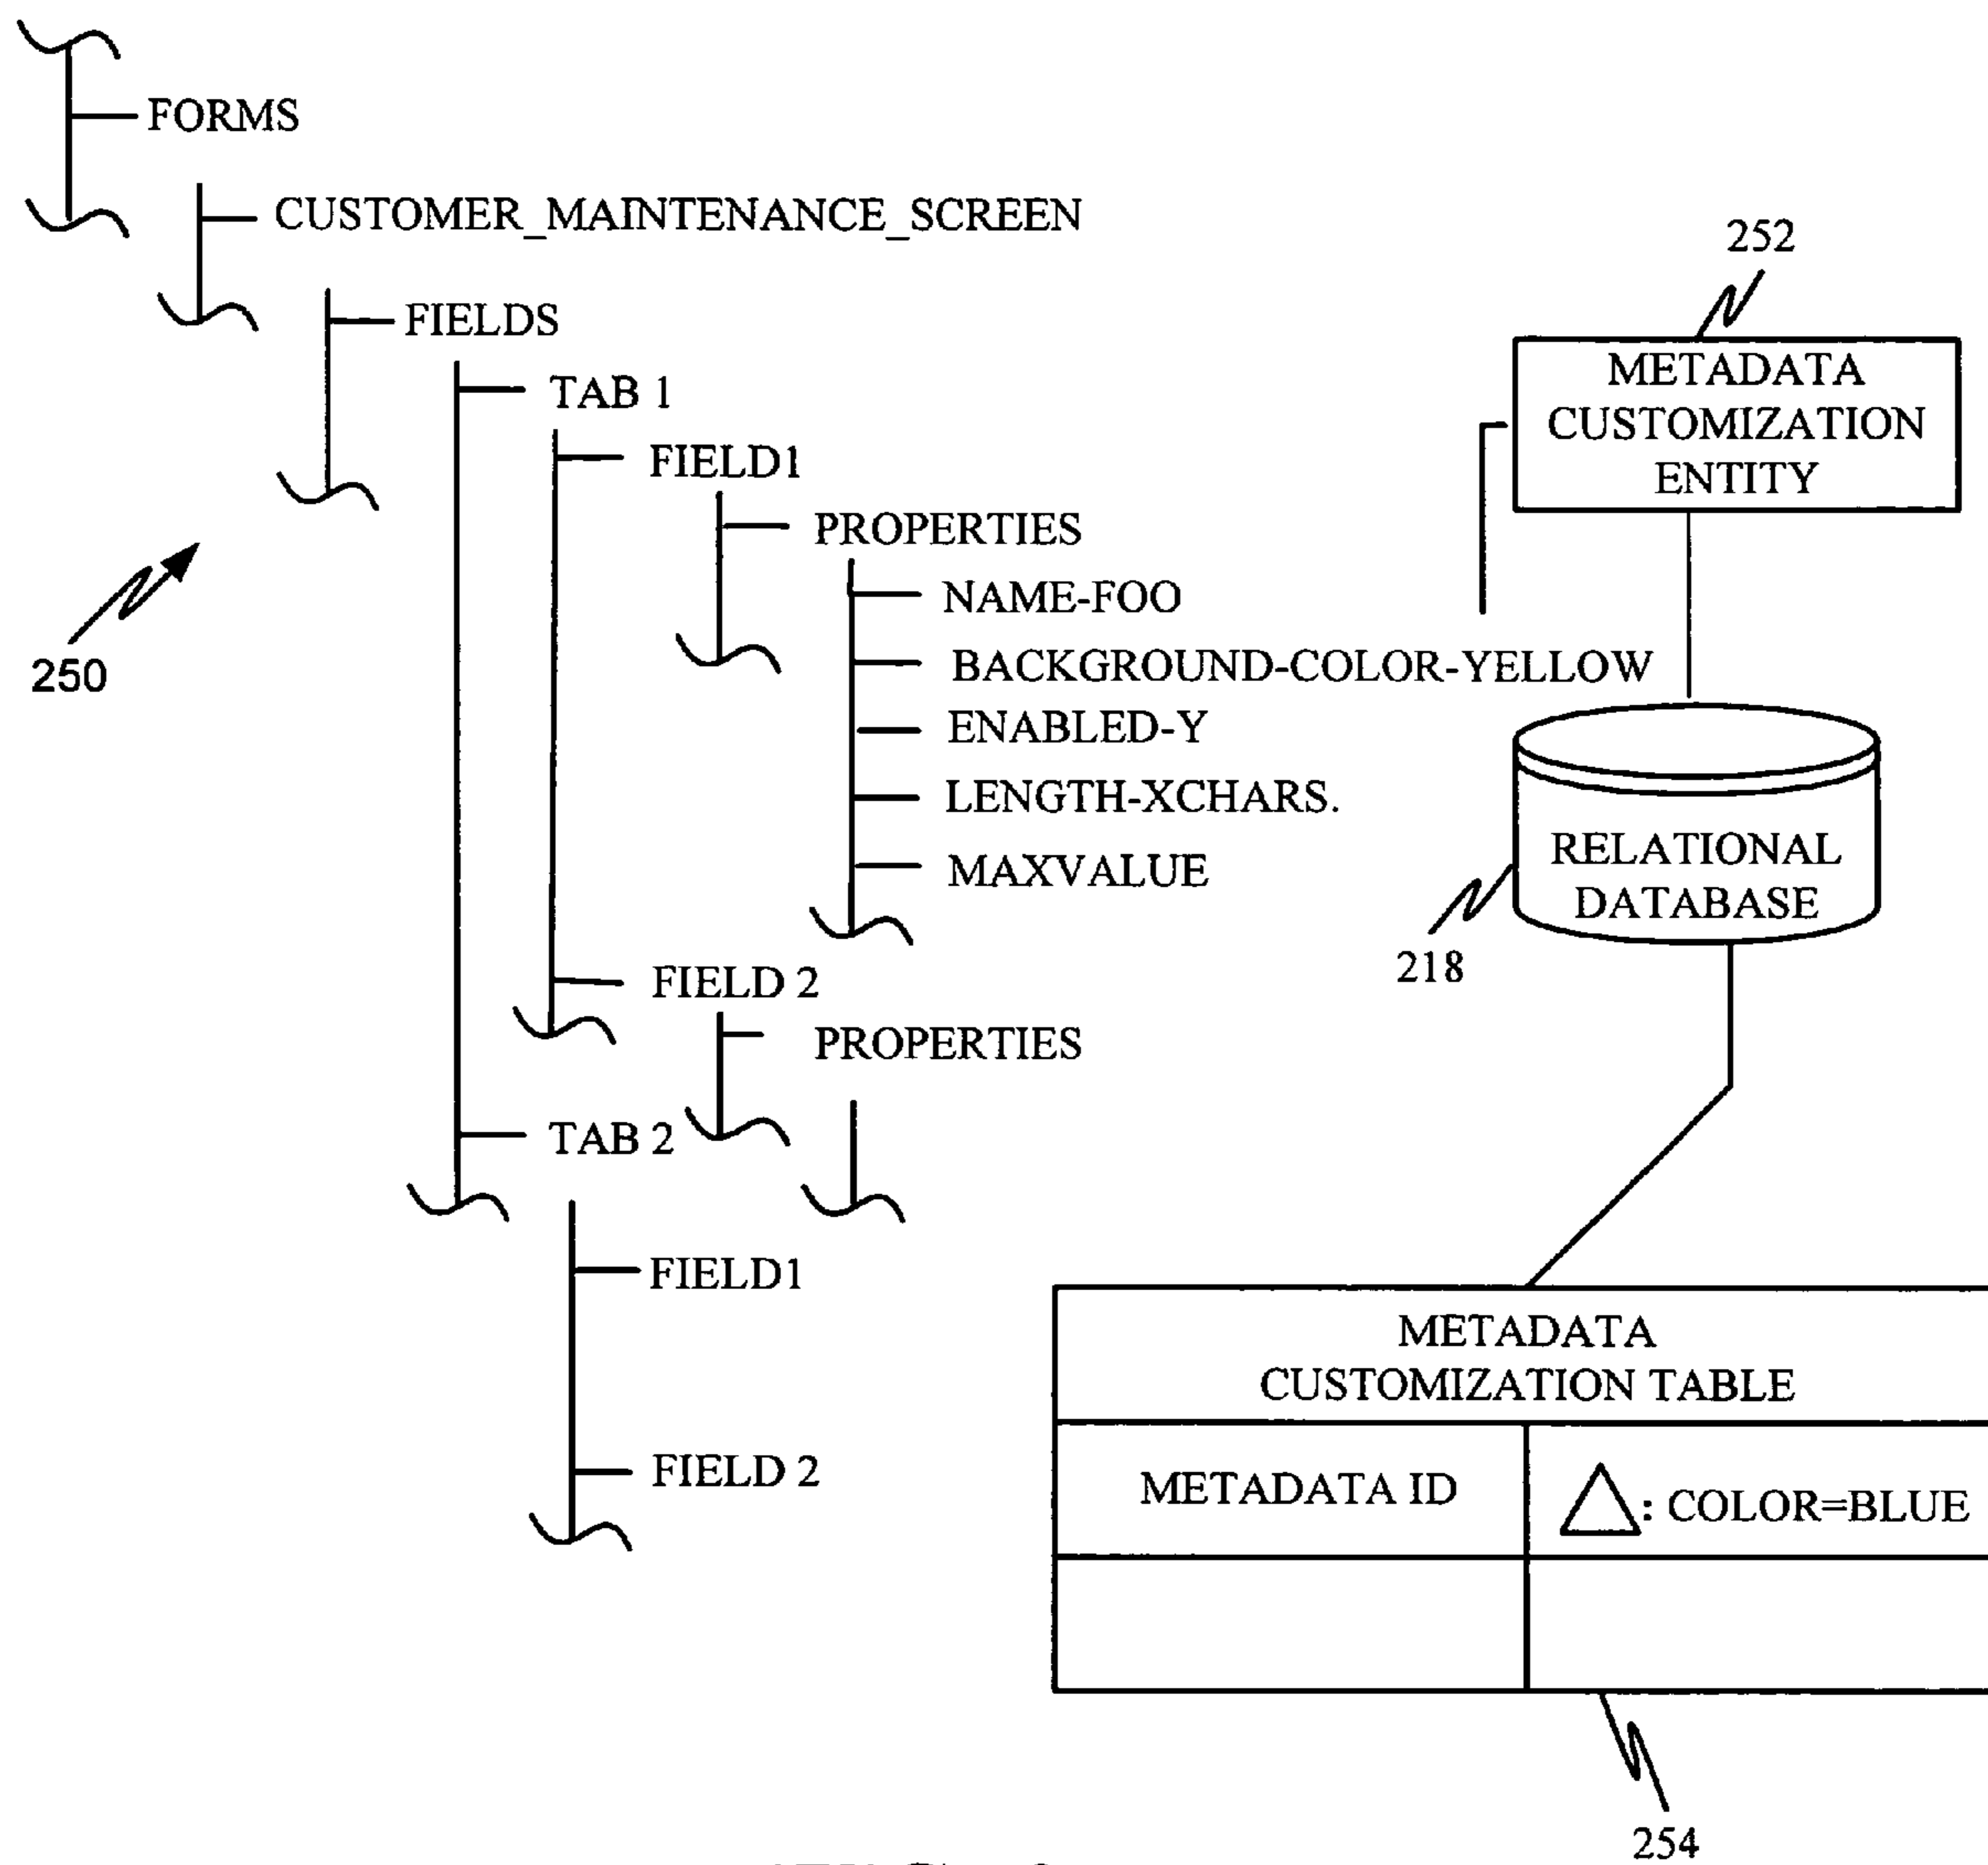 FORMS
CUSTOMER_MAINTENANCE_SCREEN
FIELDS
TAB 1
FIELD1
PROPERTIES
NAME-FOO
BACKGROUND-COLOR-YELLOW
ENABLED-Y
LENGTH-XCHARS.
MAXVALUE
FIELD 2
PROPERTIES
TAB 2
FIELD1
FIELD 2
250
252
METADATA
CUSTOMIZATION
ENTITY
RELATIONAL
DATABASE
218
METADATA
CUSTOMIZATION TABLE
METADATA ID
△: COLOR=BLUE
254